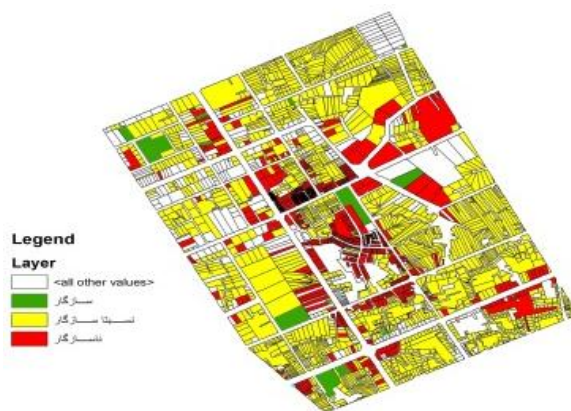 Legend
Layer
<all other values>
سازگار
نسبتا سازگار
ناسازگار